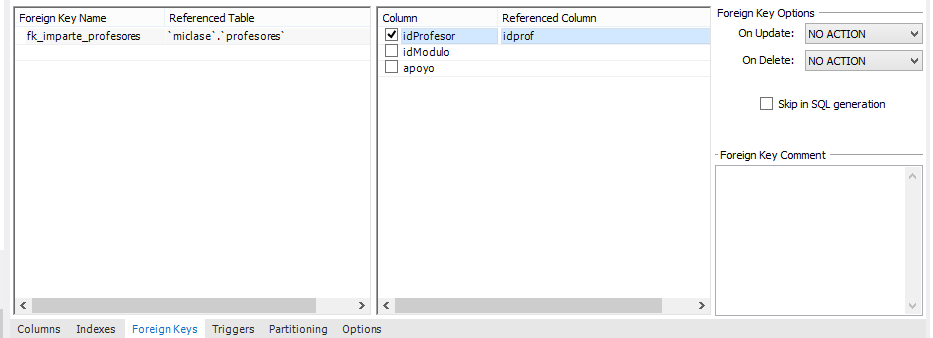 Foreign Key Name Referenced Table
fk_imparte_profesores `miclase`.`profesores`
Column Referenced Column
idProfesor idprof
idModulo
apoyo
Foreign Key Options
On Update: NO ACTION
On Delete: NO ACTION
Skip in SQL generation
Foreign Key Comment
Columns Indexes Foreign Keys Triggers Partitioning Options